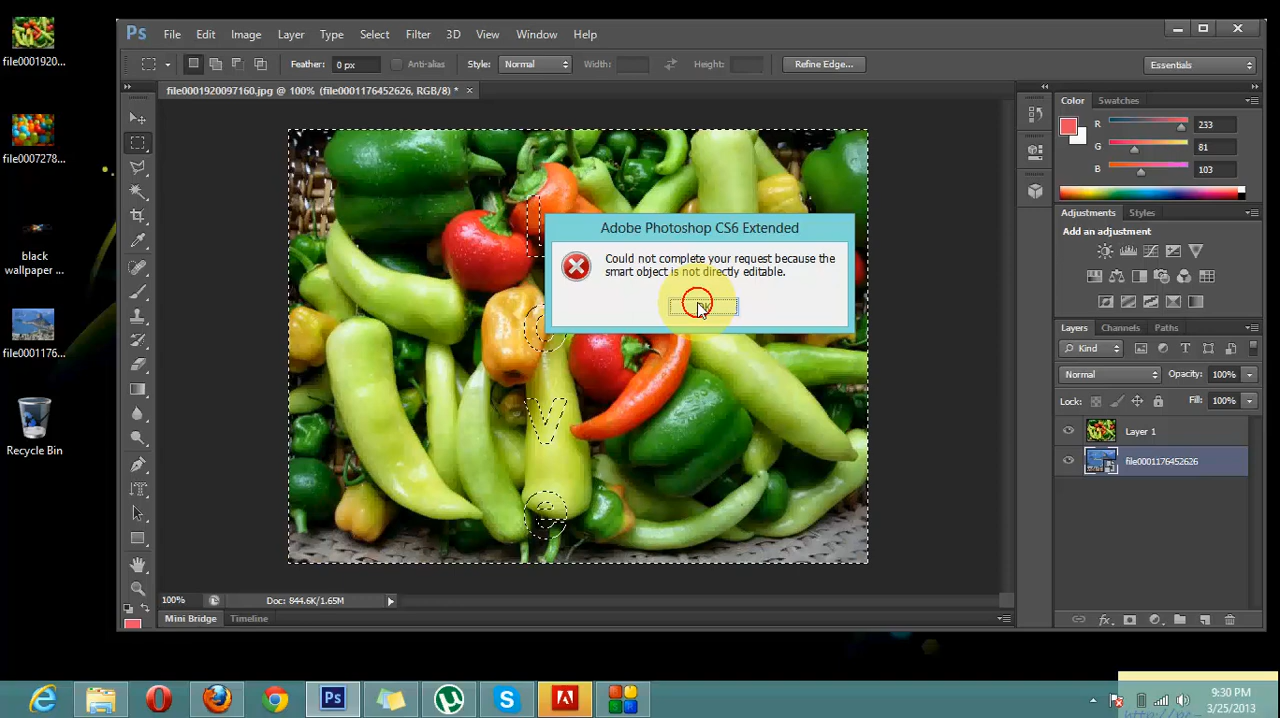 Ps File Edit Image Layer Type Select Filter 3D View Window Help
file0001920...
Feather: 0 px Anti-alias Style: Normal Width: Height: Refine Edge... Essentials
file0001920097160.jpg @ 100% (file0001176452626, RGB/8) *
Color Swatches
R 233
G 81
B 103
file0007278...
Adjustments Styles
Add an adjustment
Adobe Photoshop CS6 Extended
Could not complete your request because the
smart object is not directly editable.
black
wallpaper ...
Layers Channels Paths
Kind
Normal Opacity: 100%
Lock: Fill: 100%
file0001176...
Layer 1
file0001176452626
Recycle Bin
love
100% Doc: 844.6K/1.65M
Mini Bridge Timeline
Ps
9:30 PM
3/25/2013